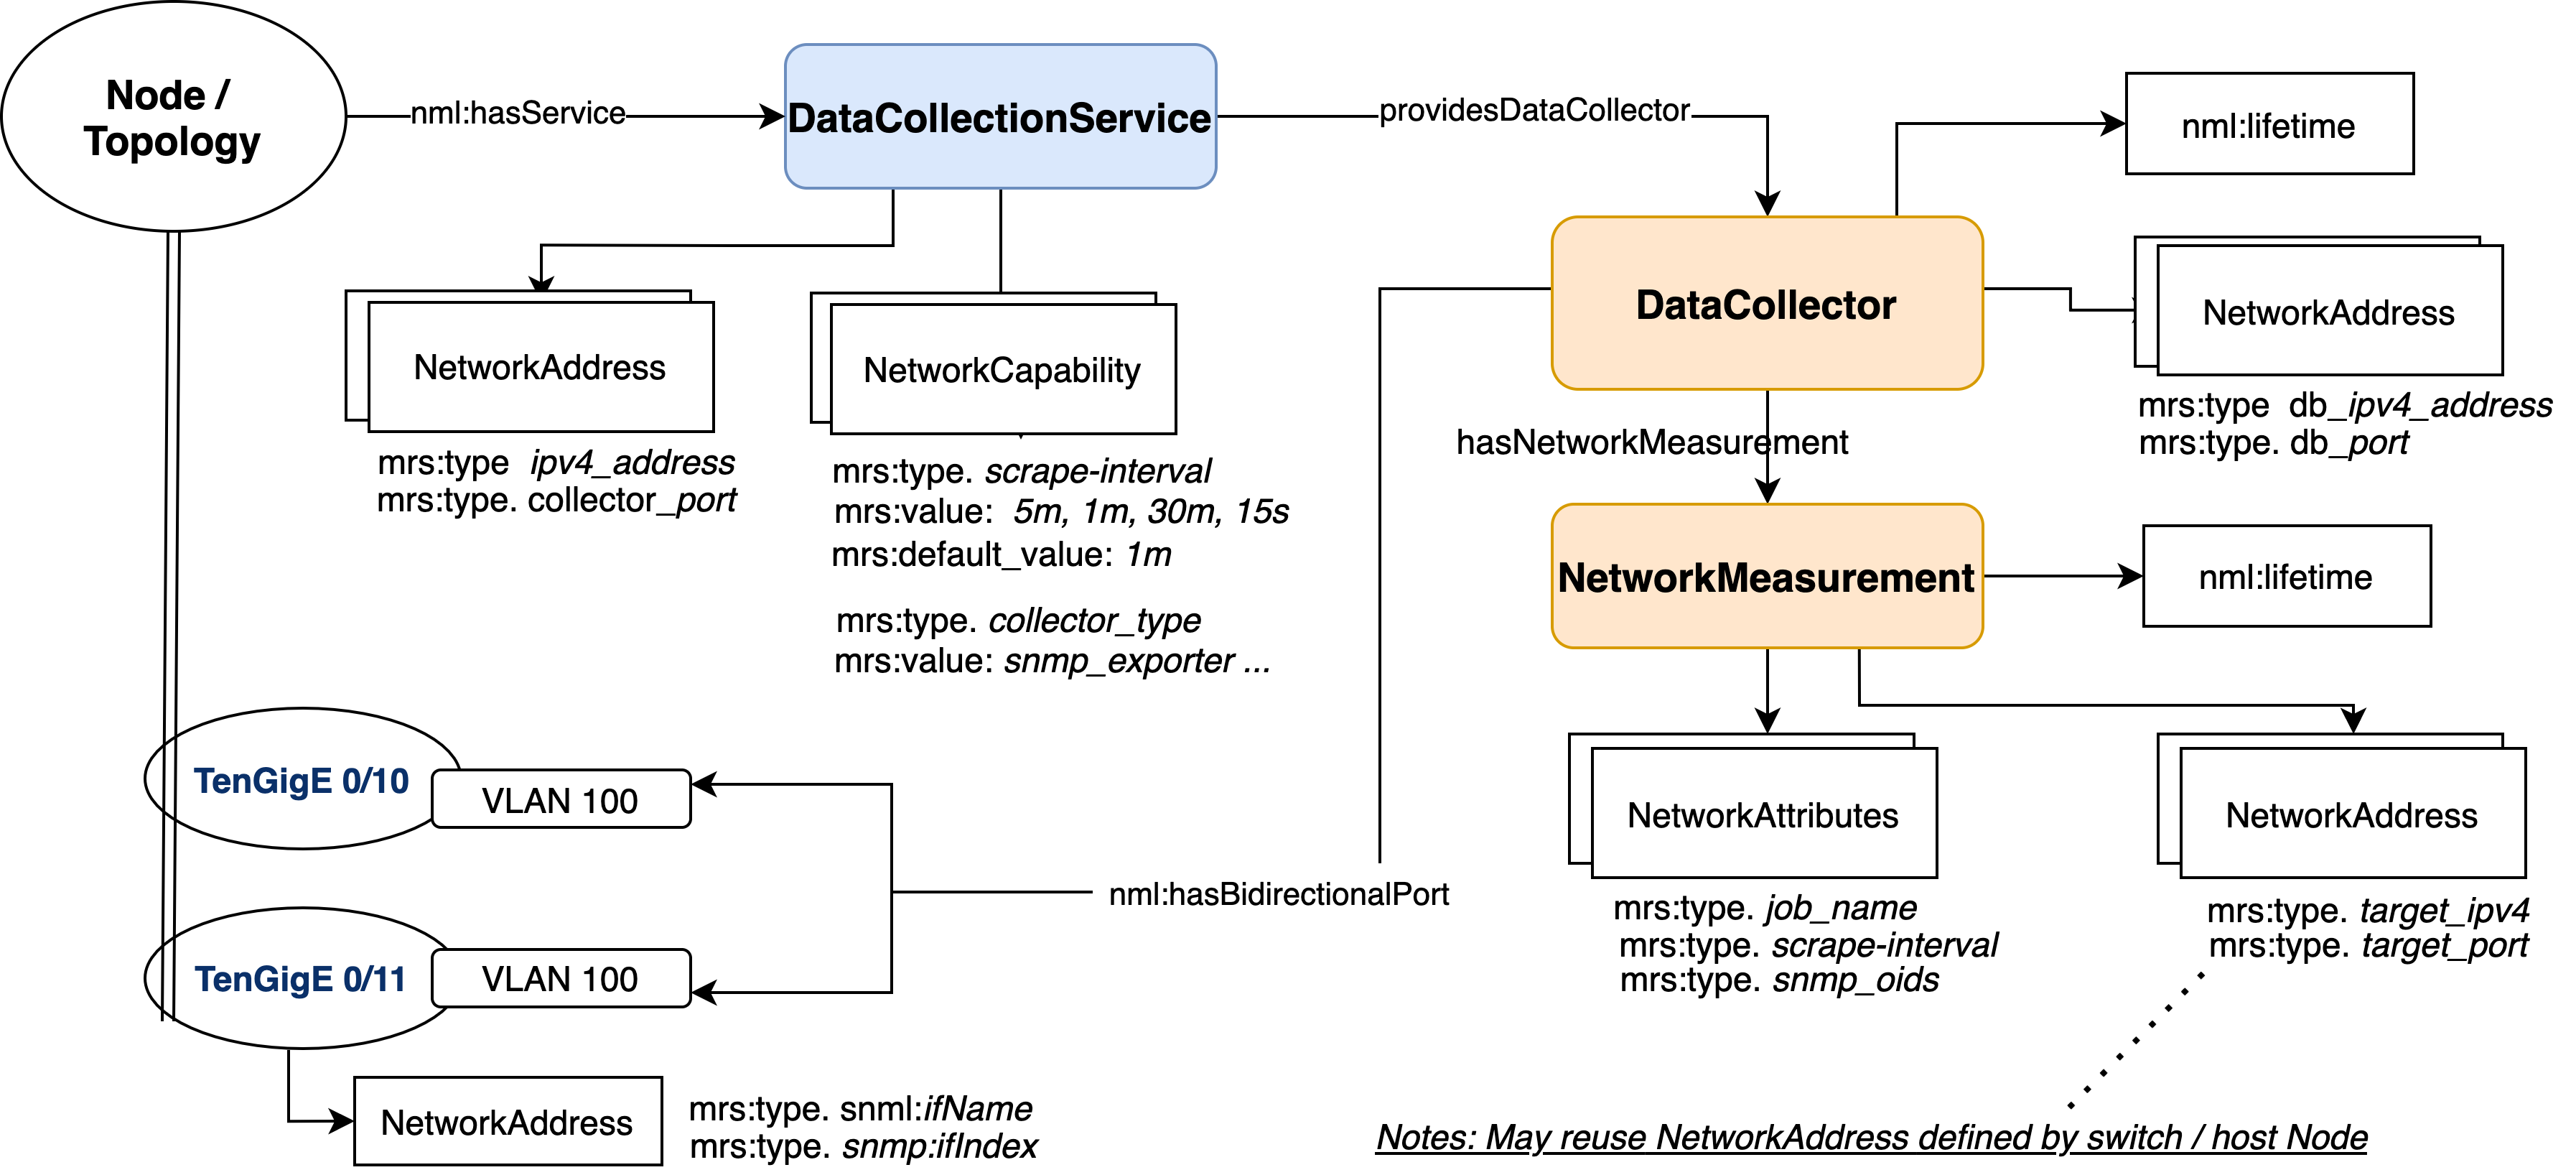 Node /
Topology
nml:hasService
DataCollectionService
providesDataCollector
nml:lifetime
NetworkAddress
mrs:type  ipv4_address
mrs:type. collector_port
NetworkCapability
mrs:type. scrape-interval
mrs:value:  5m, 1m, 30m, 15s
mrs:default_value: 1m
mrs:type. collector_type
mrs:value: snmp_exporter ...
DataCollector
NetworkAddress
mrs:type  db_ipv4_address
mrs:type. db_port
hasNetworkMeasurement
NetworkMeasurement
nml:lifetime
TenGigE 0/10
VLAN 100
nml:hasBidirectionalPort
TenGigE 0/11
VLAN 100
NetworkAttributes
mrs:type. job_name
mrs:type. scrape-interval
mrs:type. snmp_oids
NetworkAddress
mrs:type. target_ipv4
mrs:type. target_port
NetworkAddress
mrs:type. snml:ifName
mrs:type. snmp:ifIndex
Notes: May reuse NetworkAddress defined by switch / host Node